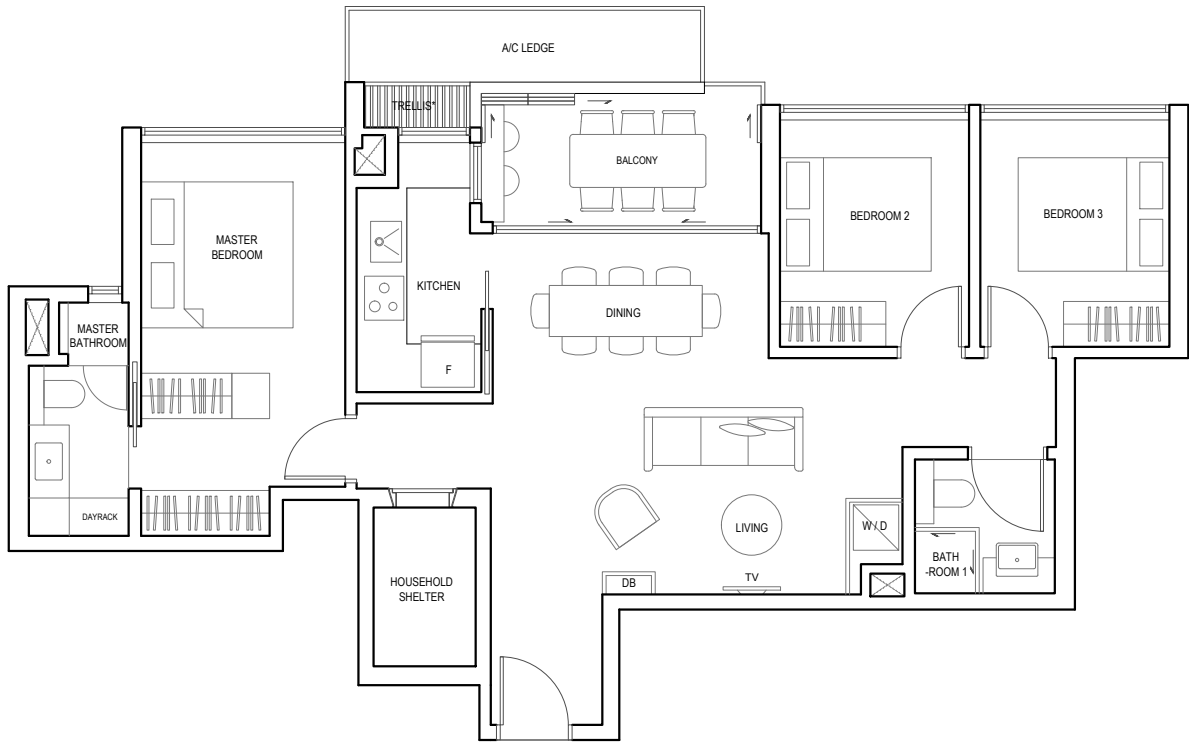 A/C LEDGE
TRELLIS*
BALCONY
MASTER
BEDROOM
BEDROOM 2
BEDROOM 3
KITCHEN
DINING
MASTER
BATHROOM
F
DAYRACK
LIVING
W / D
BATH
-ROOM 1
HOUSEHOLD
SHELTER
DB
TV